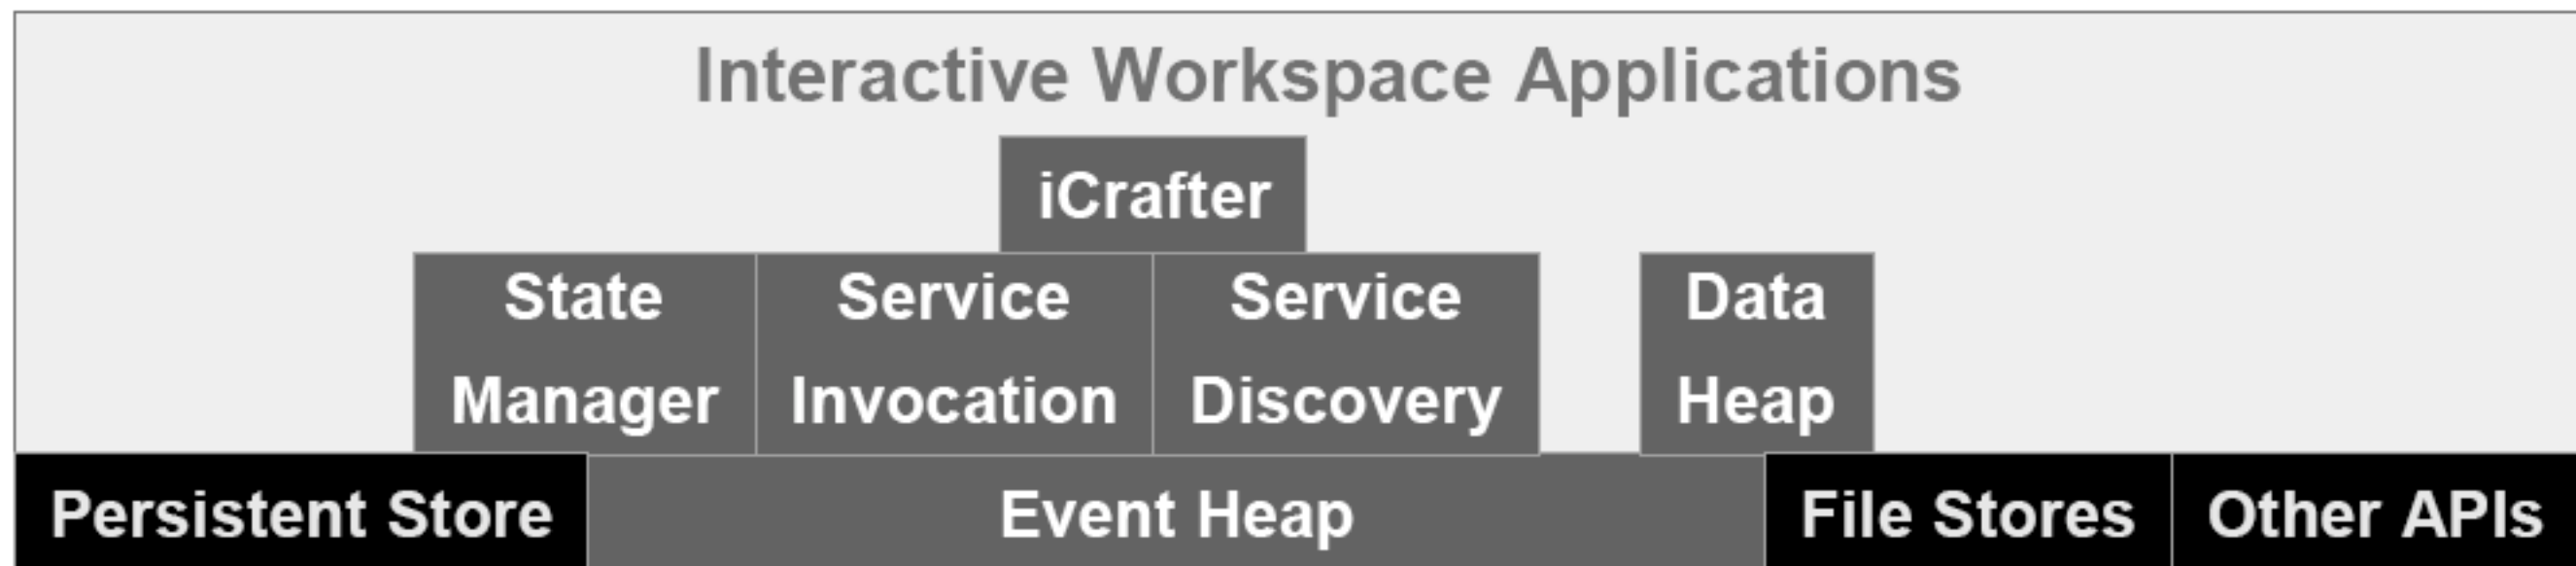 Interactive Workspace Applications
iCrafter
State
Manager
Service
Invocation
Service
Discovery
Data
Heap
Persistent Store
Event Heap
File Stores
Other APIs